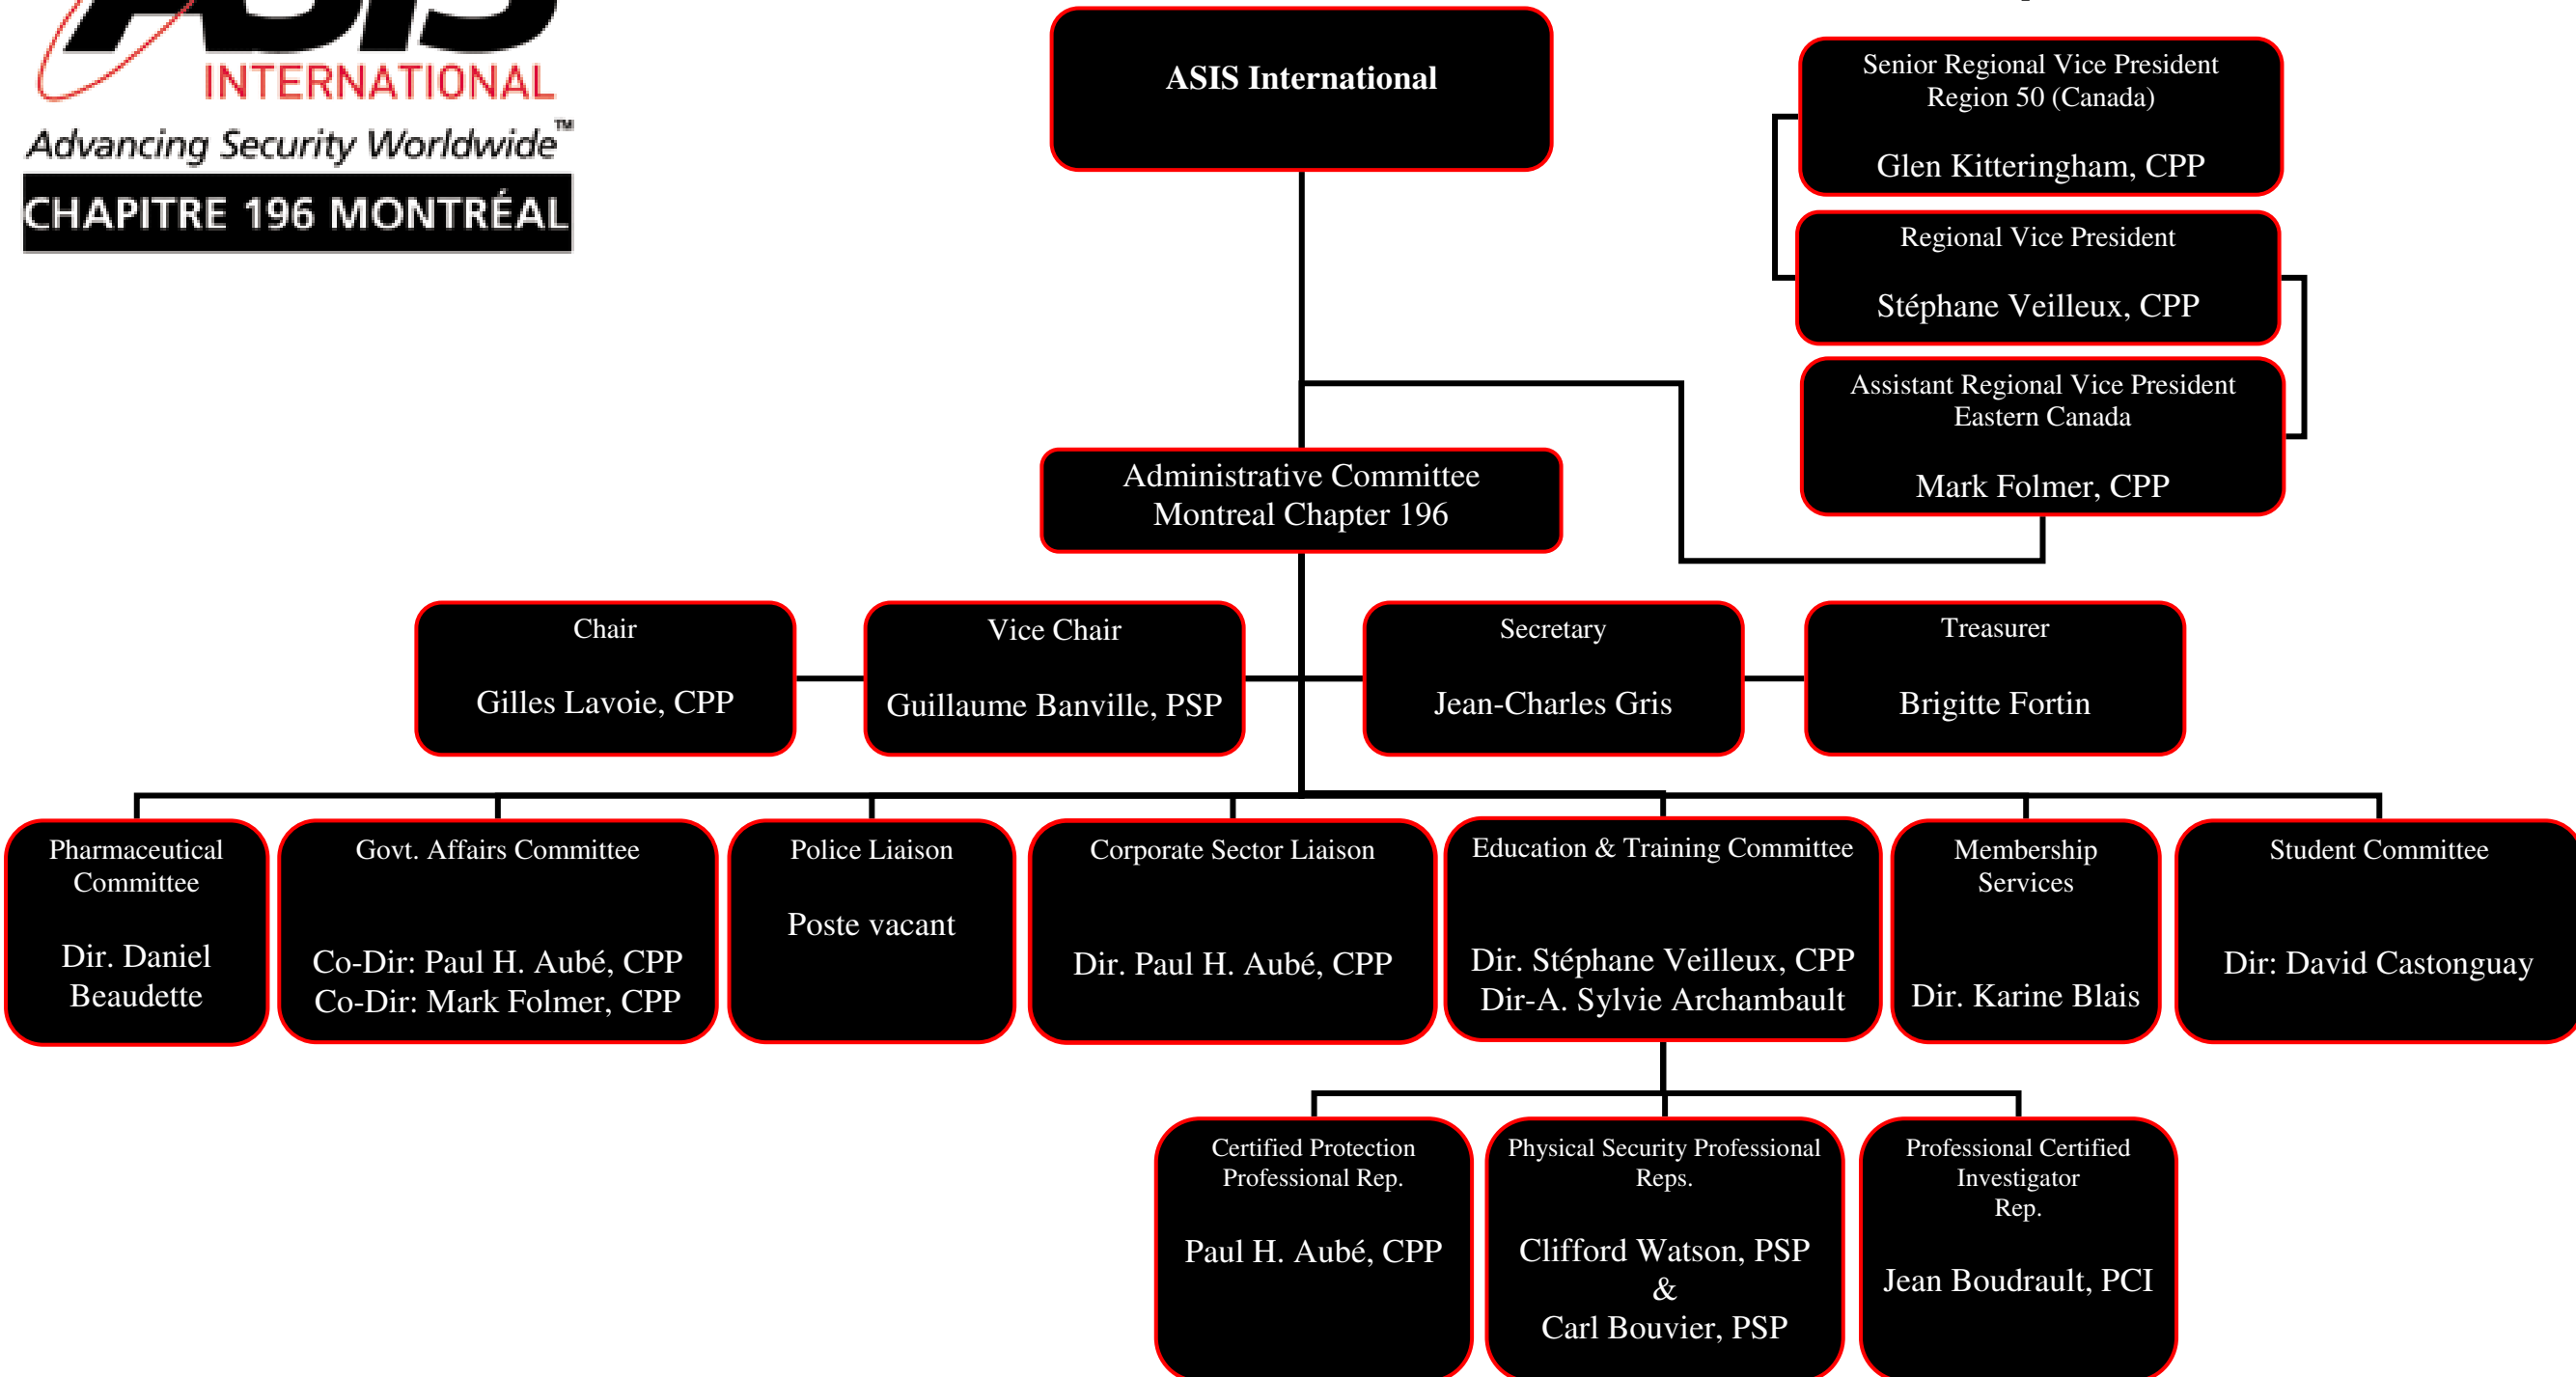 ASIS
INTERNATIONAL
Advancing Security Worldwide™
CHAPITRE 196 MONTRÉAL
ASIS International
Senior Regional Vice President
Region 50 (Canada)
Glen Kitteringham, CPP
Regional Vice President
Stéphane Veilleux, CPP
Assistant Regional Vice President
Eastern Canada
Mark Folmer, CPP
Administrative Committee
Montreal Chapter 196
Chair
Gilles Lavoie, CPP
Vice Chair
Guillaume Banville, PSP
Secretary
Jean-Charles Gris
Treasurer
Brigitte Fortin
Pharmaceutical
Committee
Dir. Daniel
Beaudette
Govt. Affairs Committee
Co-Dir: Paul H. Aubé, CPP
Co-Dir: Mark Folmer, CPP
Police Liaison
Poste vacant
Corporate Sector Liaison
Dir. Paul H. Aubé, CPP
Education & Training Committee
Dir. Stéphane Veilleux, CPP
Dir-A. Sylvie Archambault
Membership
Services
Dir. Karine Blais
Student Committee
Dir: David Castonguay
Certified Protection
Professional Rep.
Paul H. Aubé, CPP
Physical Security Professional
Reps.
Clifford Watson, PSP
&
Carl Bouvier, PSP
Professional Certified
Investigator
Rep.
Jean Boudrault, PCI